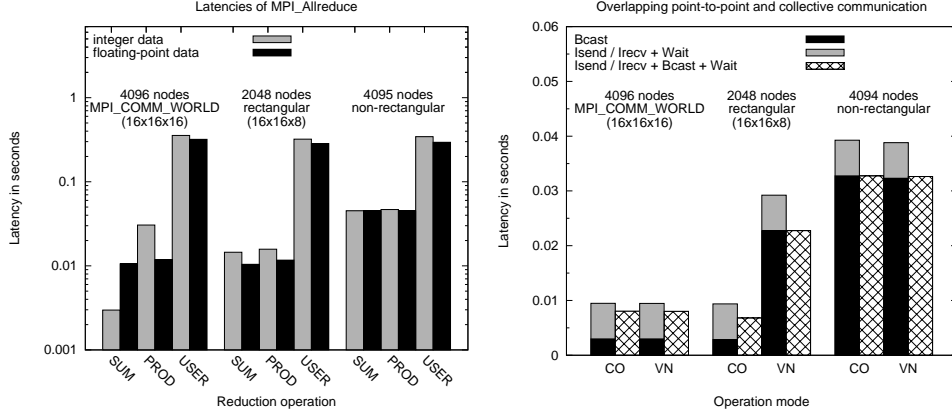 Latencies of MPI_Allreduce
integer data
floating-point data
4096 nodes
MPI_COMM_WORLD
(16x16x16)
2048 nodes
rectangular
(16x16x8)
4095 nodes
non-rectangular
Latency in seconds
1
0.1
0.01
0.001
SUM
PROD
USER
SUM
PROD
USER
SUM
PROD
USER
Reduction operation
Overlapping point-to-point and collective communication
Bcast
Isend / Irecv + Wait
Isend / Irecv + Bcast + Wait
4096 nodes
MPI_COMM_WORLD
(16x16x16)
2048 nodes
rectangular
(16x16x8)
4094 nodes
non-rectangular
Latency in seconds
0.06
0.05
0.04
0.03
0.02
0.01
0
CO
VN
CO
VN
CO
VN
Operation mode